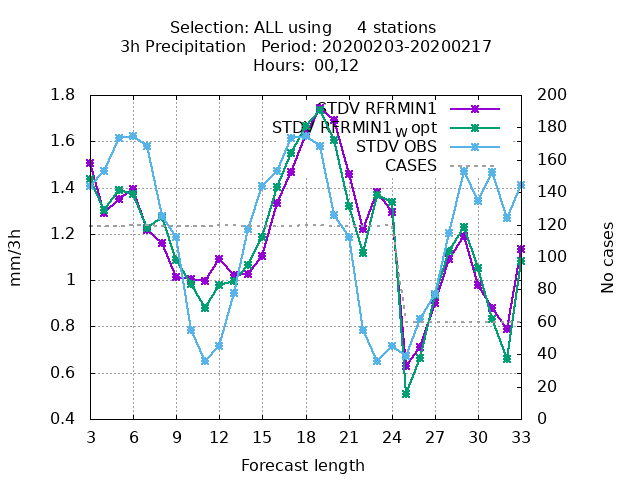 Selection: ALL using 4 stations
3h Precipitation Period: 20200203-20200217
Hours: 00,12
STDV RFRMIN1
STDV RFRMIN1 w opt
STDV OBS
CASES
1.8
1.6
1.4
1.2
1
0.8
0.6
0.4
200
180
160
140
120
100
80
60
40
20
0
mm/3h
No cases
3 6 9 12 15 18 21 24 27 30 33
Forecast length